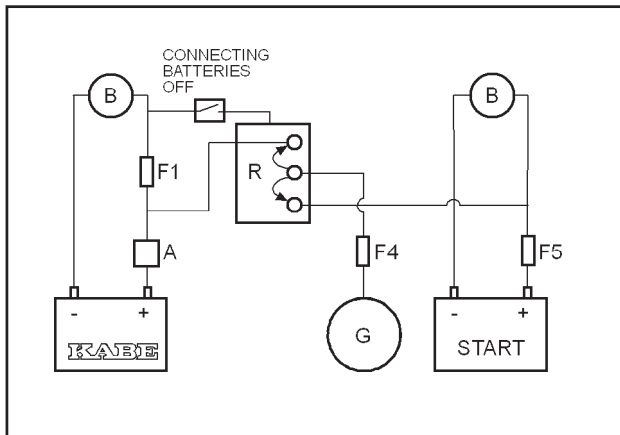 CONNECTING
BATTERIES
OFF
B
B
F1
R
A
F4
F5
G
- +
KABE
- +
START